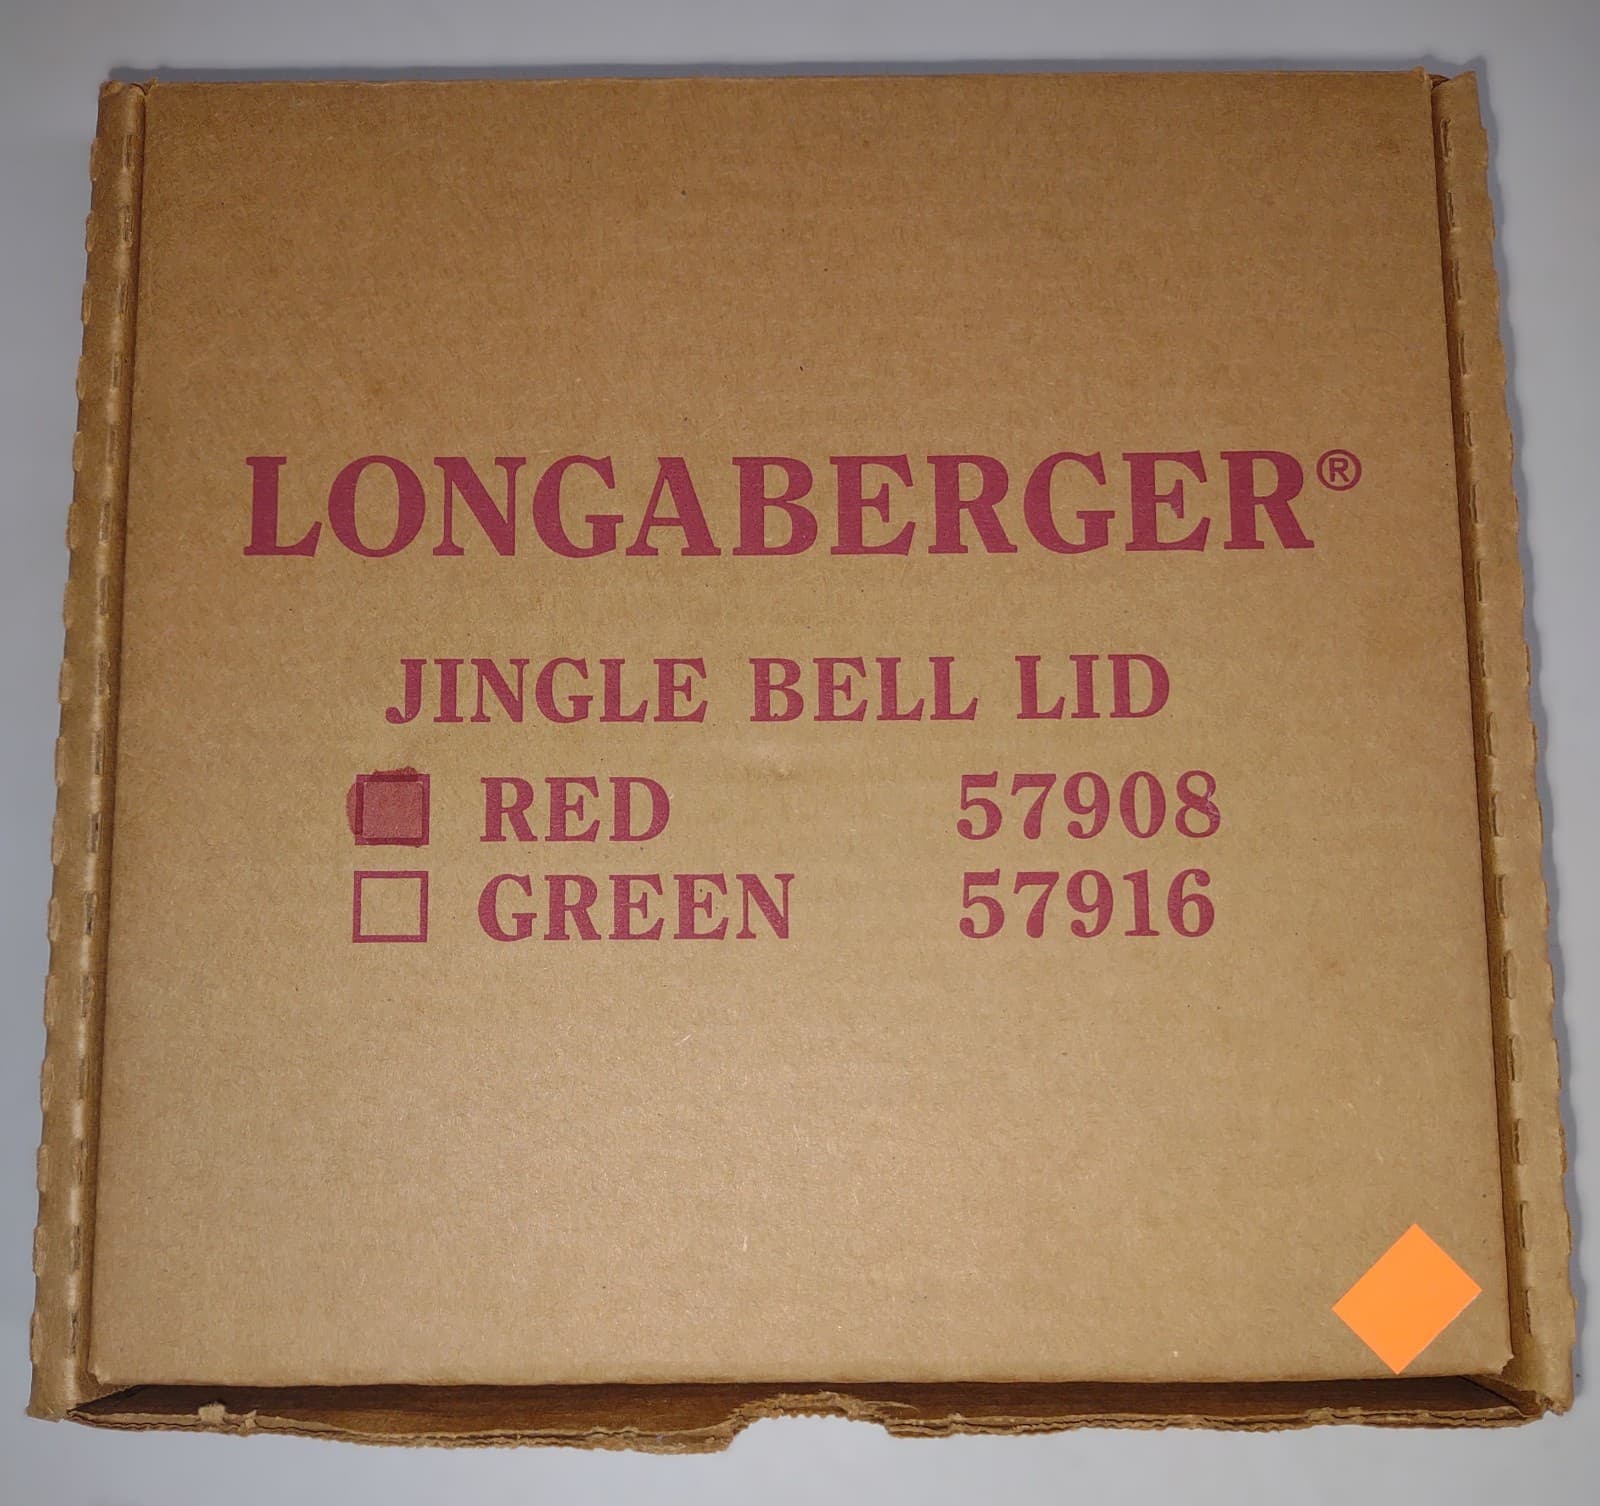 LONGABERGER®
JINGLE BELL LID
RED 57908
GREEN 57916